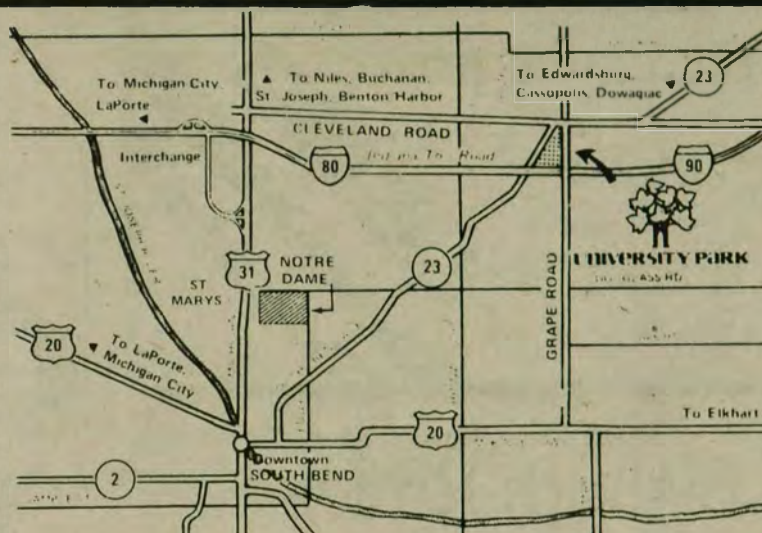 To Michigan City,
LaPorte
To Niles, Buchanan,
St. Joseph, Benton Harbor
To Edwardsburg,
Cassopolis, Dowagiac
23
CLEVELAND ROAD
Interchange
80
Road
90
UNIVERSITY PARK
31
NOTRE
DAME
23
ST
MARYS
GRAPE ROAD
20
To LaPorte,
Michigan City
20
To Elkhart
Downtown
SOUTH BEND
2